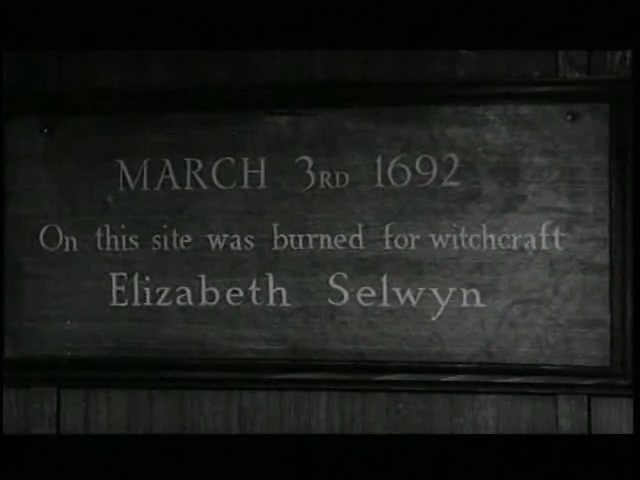 MARCH 3RD 1692
On this site was burned for witchcraft
Elizabeth Selwyn